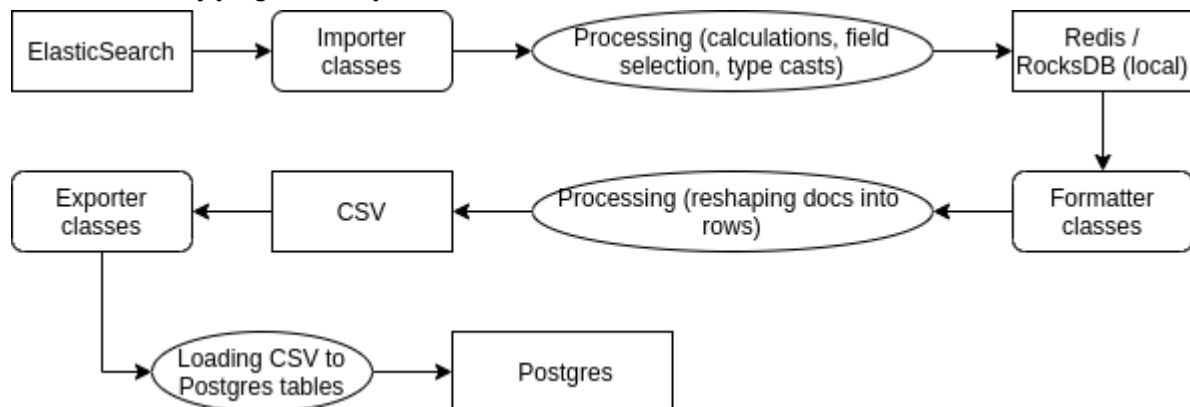 ElasticSearch
Importer
classes
Processing (calculations, field
selection, type casts)
Redis /
RocksDB (local)
Exporter
classes
CSV
Processing (reshaping docs into
rows)
Formatter
classes
Loading CSV to
Postgres tables
Postgres